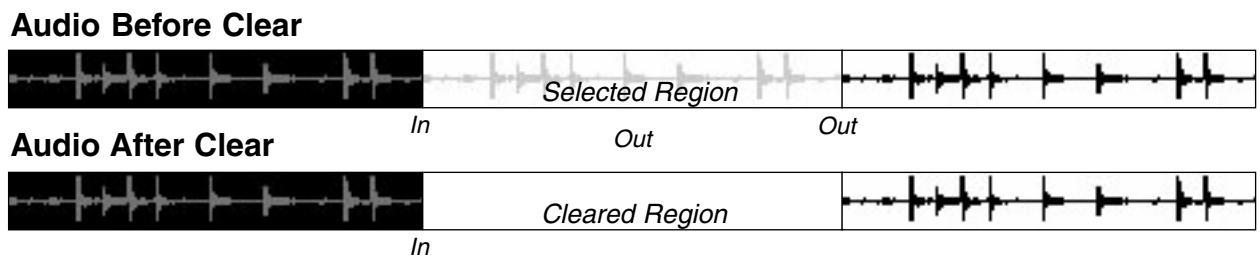 Audio Before Clear
Selected Region
In
Out
Out
Audio After Clear
Cleared Region
In